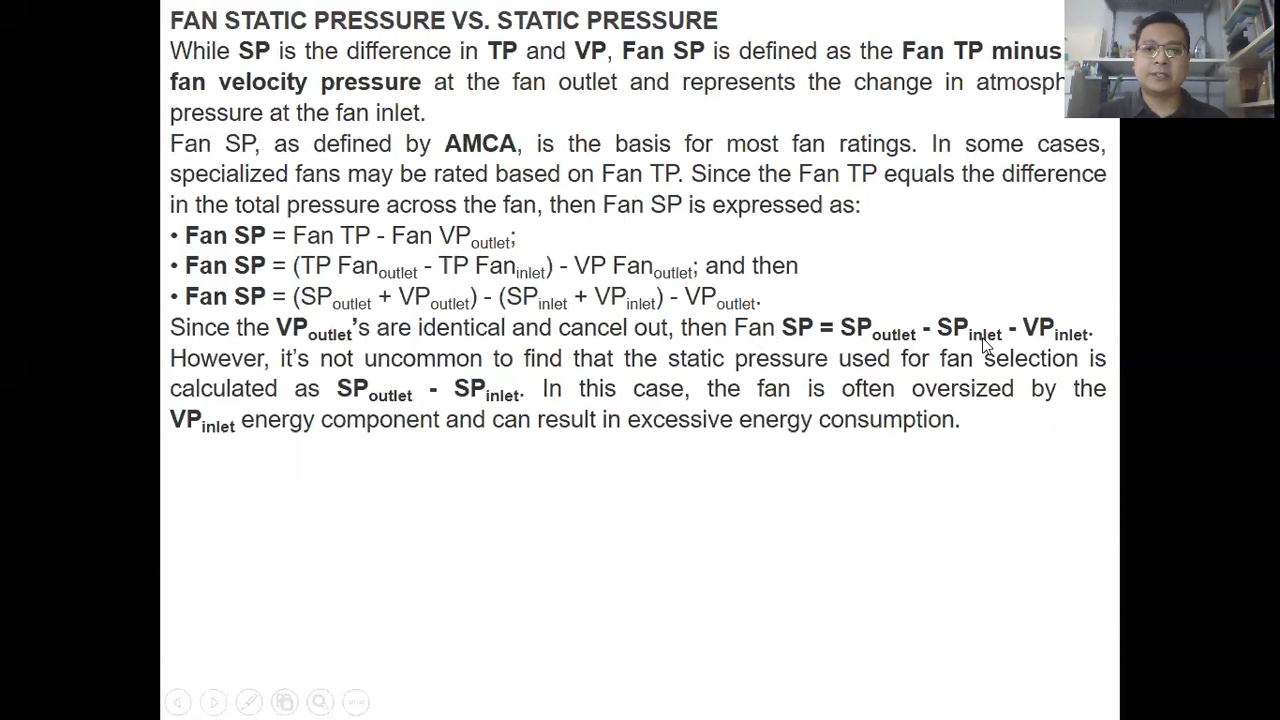 FAN STATIC PRESSURE VS. STATIC PRESSURE
While SP is the difference in TP and VP, Fan SP is defined as the Fan TP minus
fan velocity pressure at the fan outlet and represents the change in atmosph
pressure at the fan inlet.
Fan SP, as defined by AMCA, is the basis for most fan ratings. In some cases,
specialized fans may be rated based on Fan TP. Since the Fan TP equals the difference
in the total pressure across the fan, then Fan SP is expressed as:
• Fan SP = Fan TP - Fan VPoutlet;
• Fan SP = (TP Fanoutlet - TP Faninlet) - VP Fanoutlet; and then
• Fan SP = (SPoutlet + VPoutlet) - (SPinlet + VPinlet) - VPoutlet.
Since the VPoutlet’s are identical and cancel out, then Fan SP = SPoutlet - SPinlet - VPinlet.
However, it’s not uncommon to find that the static pressure used for fan selection is
calculated as SPoutlet - SPinlet. In this case, the fan is often oversized by the
VPinlet energy component and can result in excessive energy consumption.